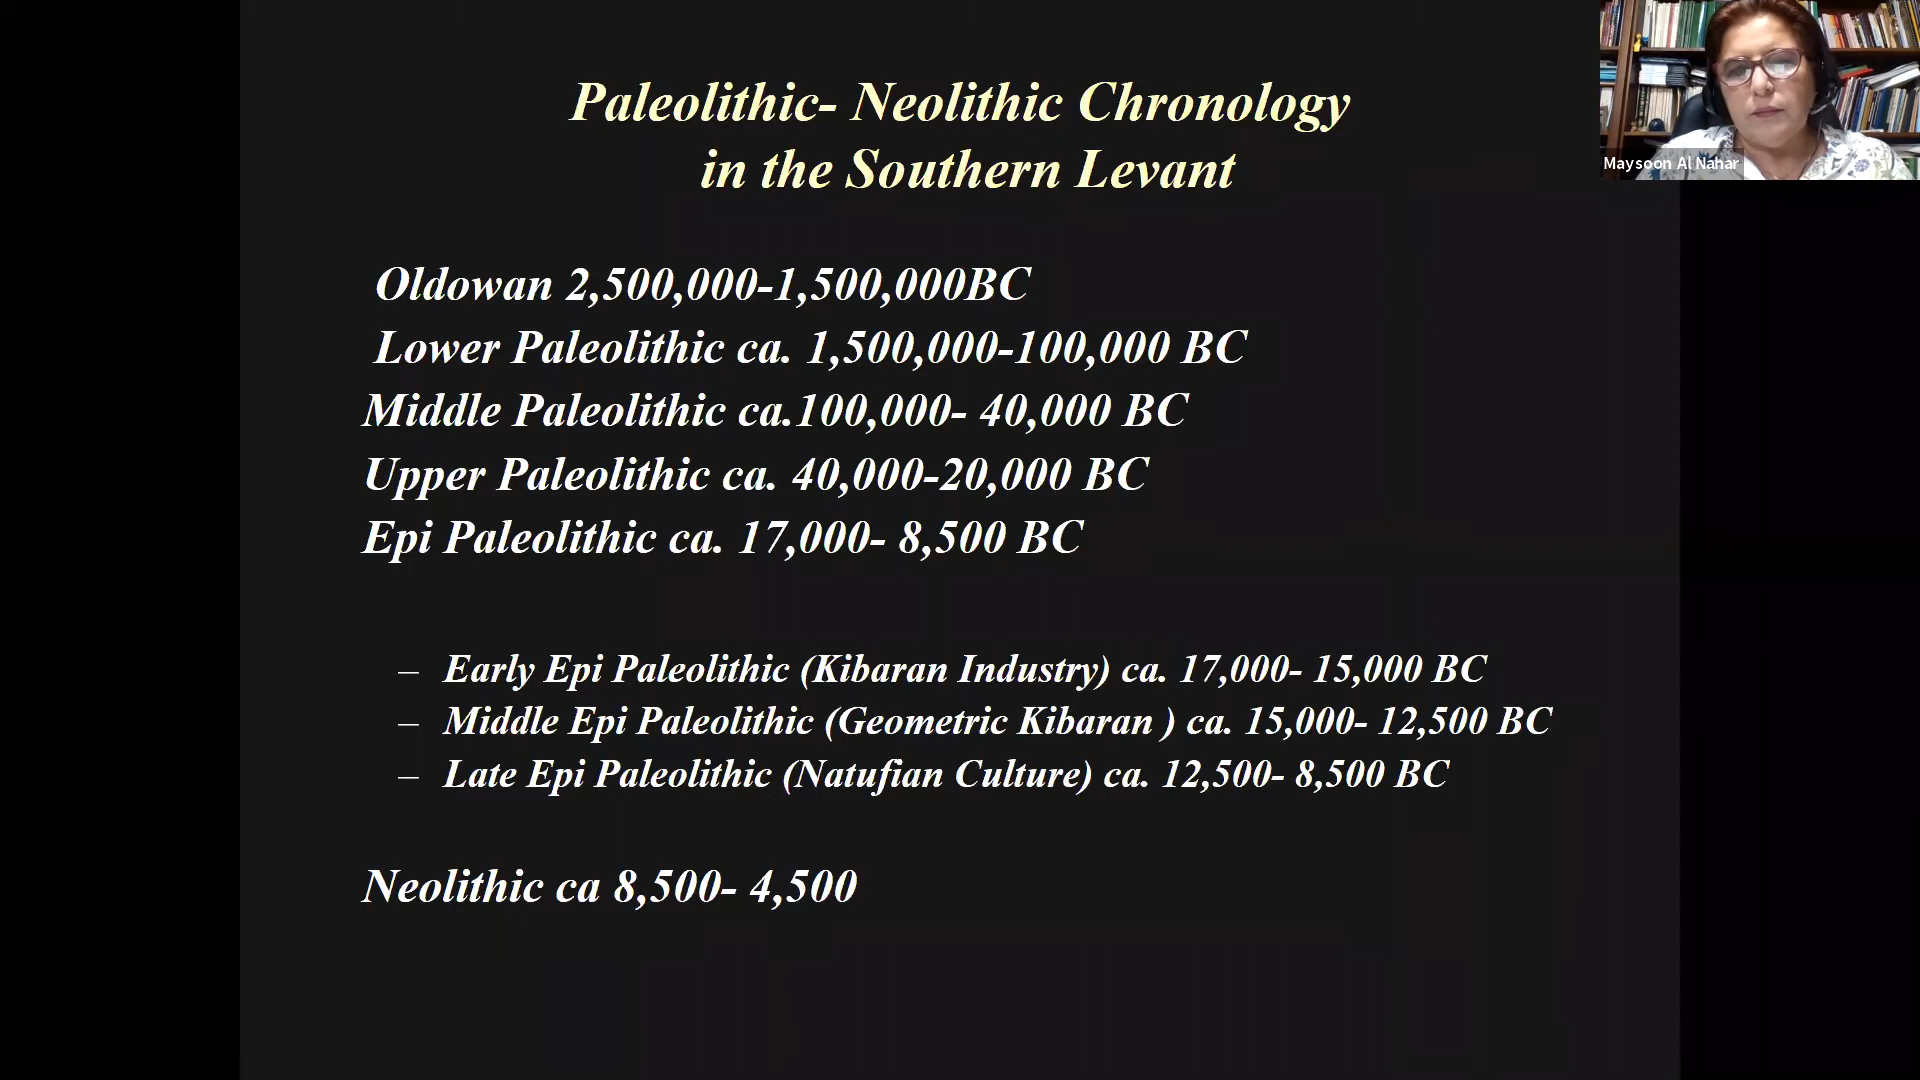 Paleolithic- Neolithic Chronology
in the Southern Levant
Maysoon Al Nahar
Oldowan 2,500,000-1,500,000BC
Lower Paleolithic ca. 1,500,000-100,000 BC
Middle Paleolithic ca.100,000- 40,000 BC
Upper Paleolithic ca. 40,000-20,000 BC
Epi Paleolithic ca. 17,000- 8,500 BC
– Early Epi Paleolithic (Kibaran Industry) ca. 17,000- 15,000 BC
– Middle Epi Paleolithic (Geometric Kibaran ) ca. 15,000- 12,500 BC
– Late Epi Paleolithic (Natufian Culture) ca. 12,500- 8,500 BC
Neolithic ca 8,500- 4,500